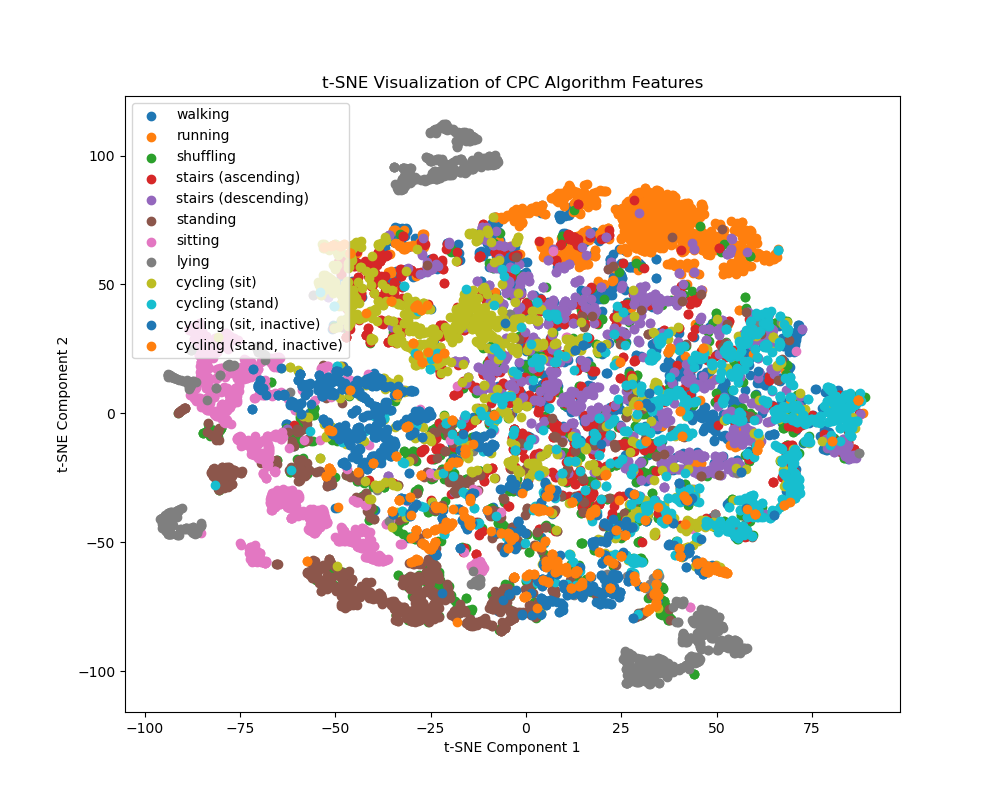 t-SNE Visualization of CPC Algorithm Features
walking
running
shuffling
stairs (ascending)
stairs (descending)
standing
sitting
lying
cycling (sit)
cycling (stand)
cycling (sit, inactive)
cycling (stand, inactive)
t-SNE Component 2
100
50
0
−50
−100
−100
−75
−50
−25
0
25
50
75
t-SNE Component 1